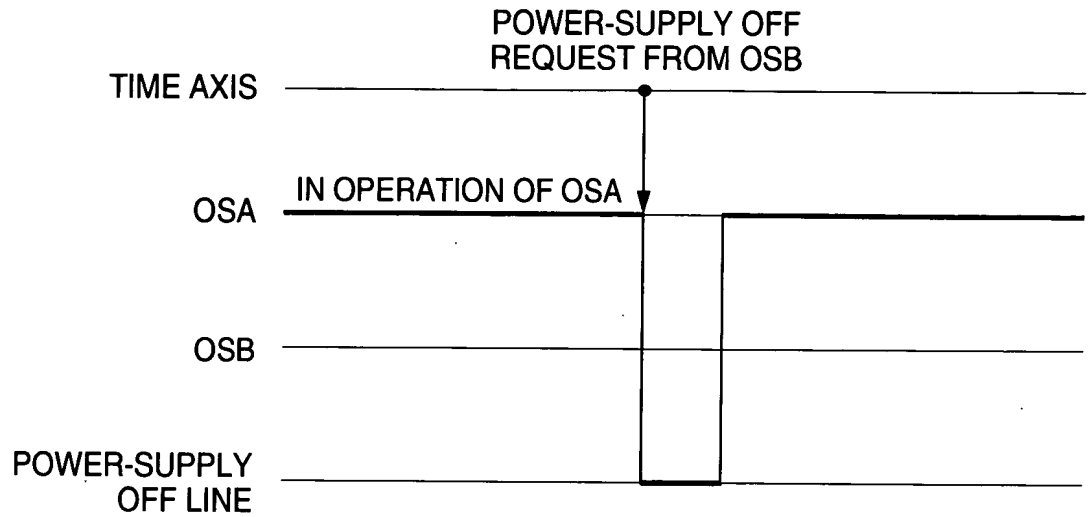 POWER-SUPPLY OFF
REQUEST FROM OSB
TIME AXIS
IN OPERATION OF OSA
OSA
OSB
POWER-SUPPLY
OFF LINE